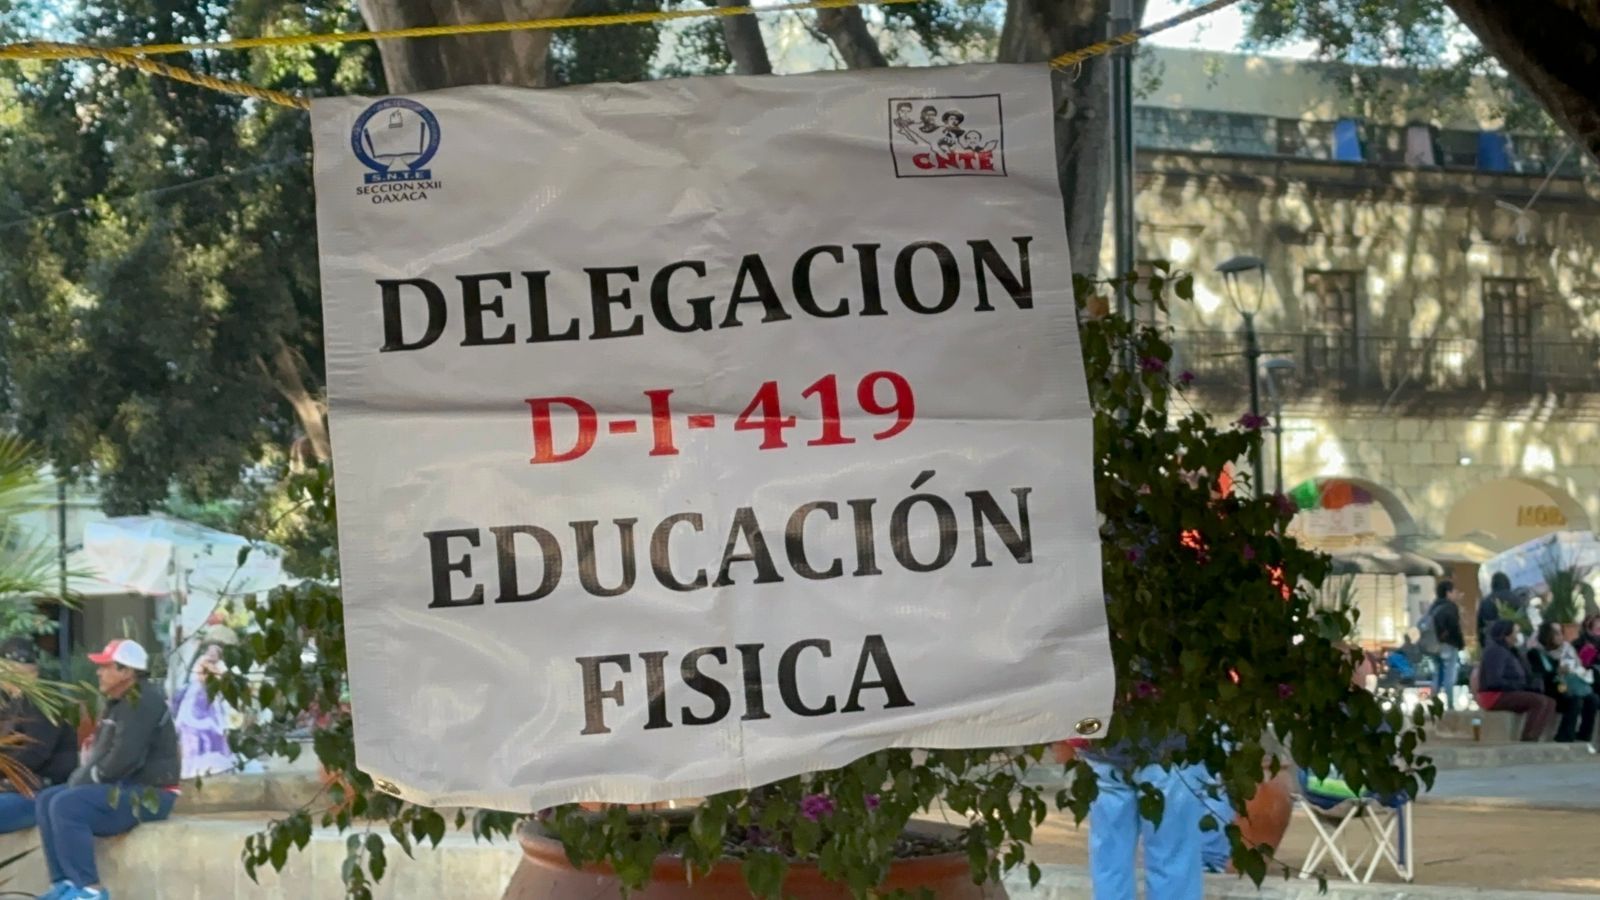 S.N.T.E
SECCION XXII
OAXACA
CNTE
DELEGACION
D-I-419
EDUCACIÓN
FISICA